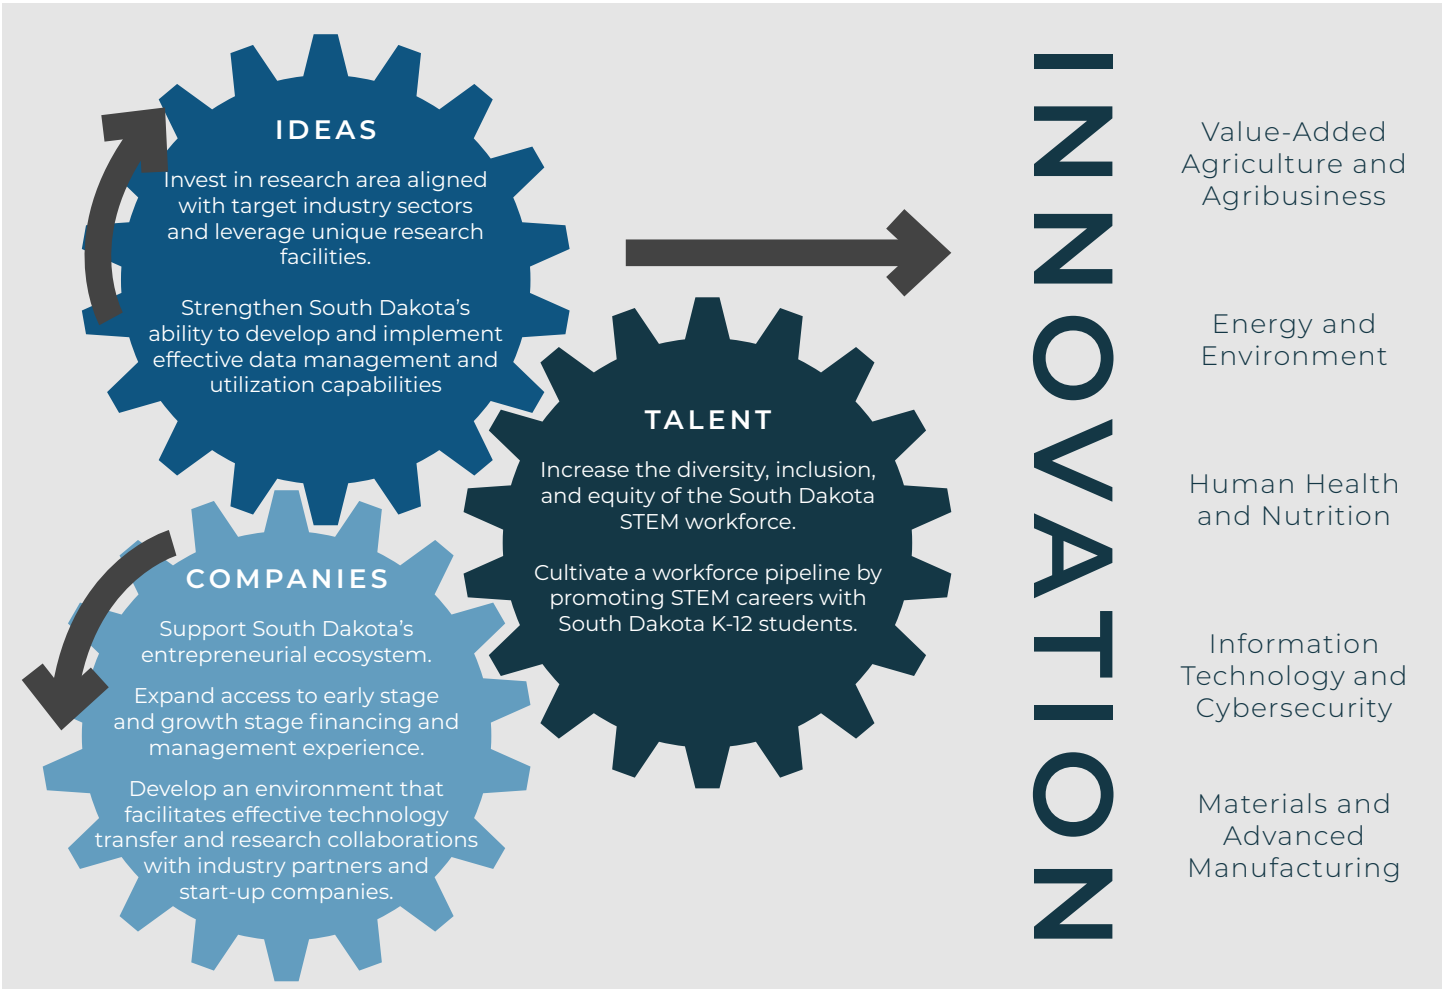 IDEAS
Invest in research area aligned
with target industry sectors
and leverage unique research
facilities.
Strengthen South Dakota’s
ability to develop and implement
effective data management and
utilization capabilities
TALENT
Increase the diversity, inclusion,
and equity of the South Dakota
STEM workforce.
Cultivate a workforce pipeline by
promoting STEM careers with
South Dakota K-12 students.
COMPANIES
Support South Dakota’s
entrepreneurial ecosystem.
Expand access to early stage
and growth stage financing and
management experience.
Develop an environment that
facilitates effective technology
transfer and research collaborations
with industry partners and
start-up companies.
INNOVATION
Value-Added
Agriculture and
Agribusiness
Energy and
Environment
Human Health
and Nutrition
Information
Technology and
Cybersecurity
Materials and
Advanced
Manufacturing